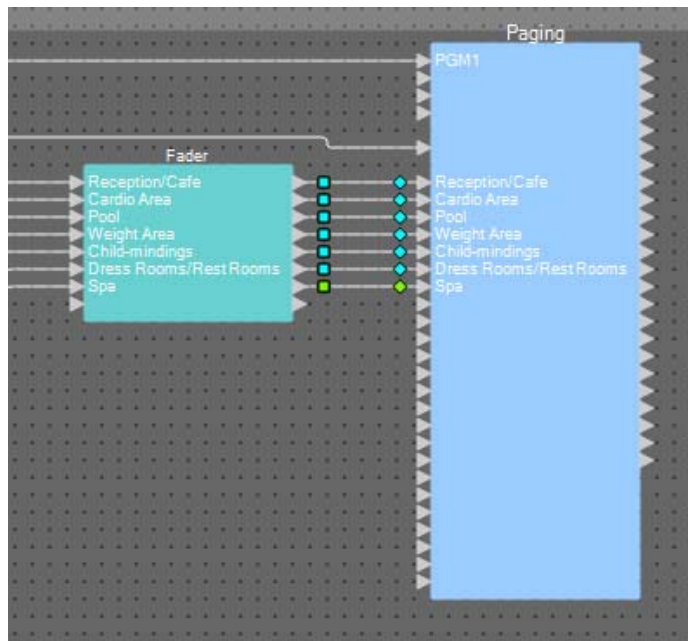 Paging
PGM1
Fader
Reception/Cafe
Cardio Area
Pool
Weight Area
Child-mindings
Dress Rooms/Rest Rooms
Spa
Reception/Cafe
Cardio Area
Pool
Weight Area
Child-mindings
Dress Rooms/Rest Rooms
Spa